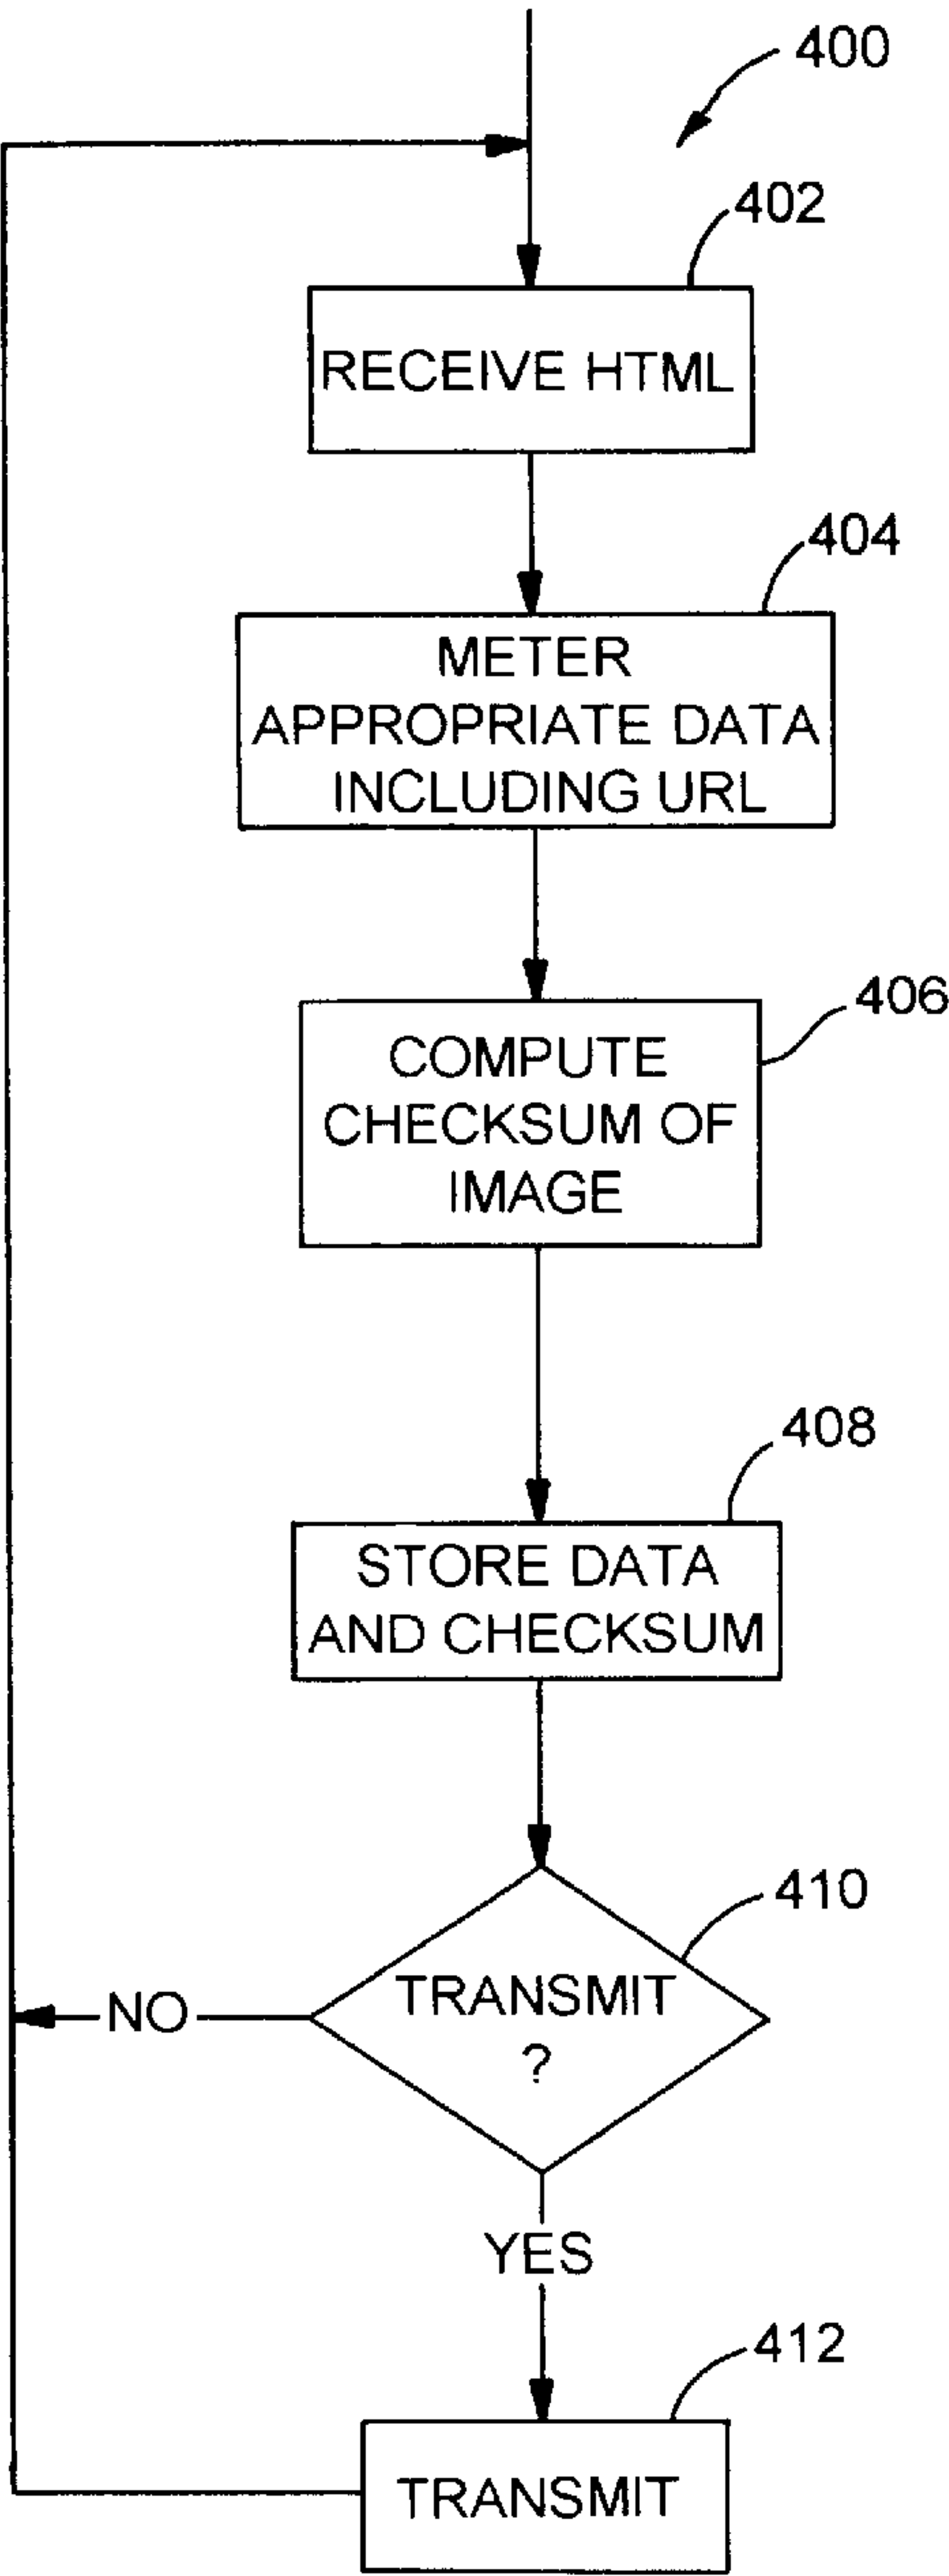 400
402
RECEIVE HTML
404
METER
APPROPRIATE DATA
INCLUDING URL
406
COMPUTE
CHECKSUM OF
IMAGE
408
STORE DATA
AND CHECKSUM
410
TRANSMIT
?
NO
YES
412
TRANSMIT